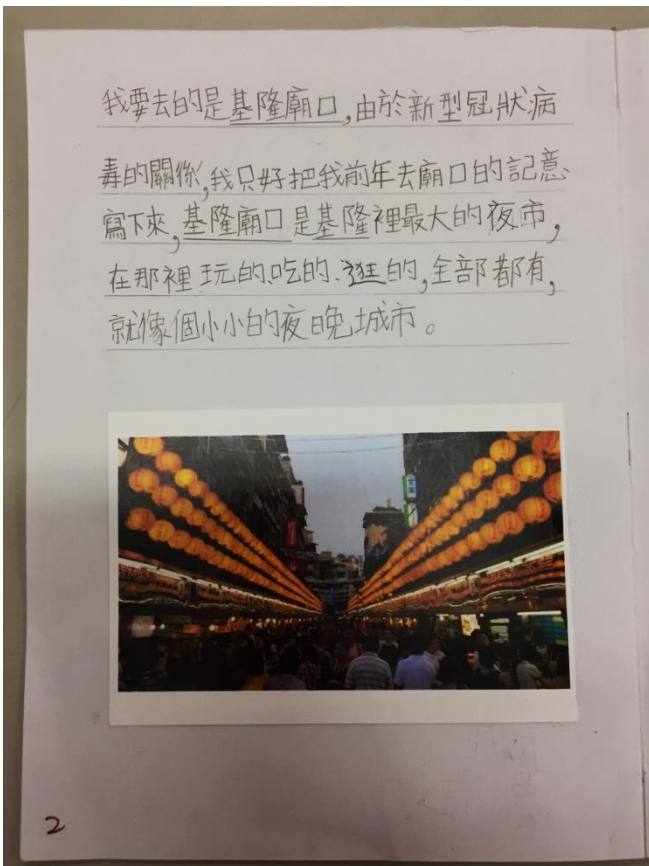 我要去的是基隆廟口,由於新型冠狀病
毒的關係,我只好把我前年去廟口的記意
寫下來,基隆廟口是基隆裡最大的夜市,
在那裡玩的、吃的、逛的,全部都有,
就像個小小的夜晚城市。
2